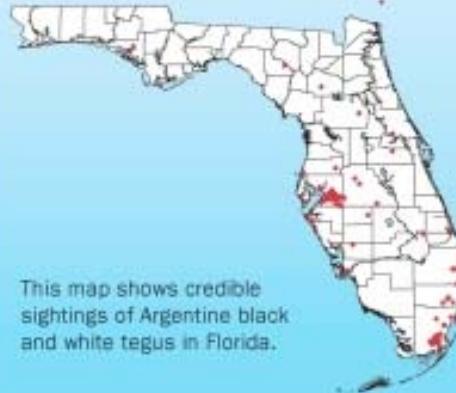 This map shows credible
sightings of Argentine black
and white tegus in Florida.